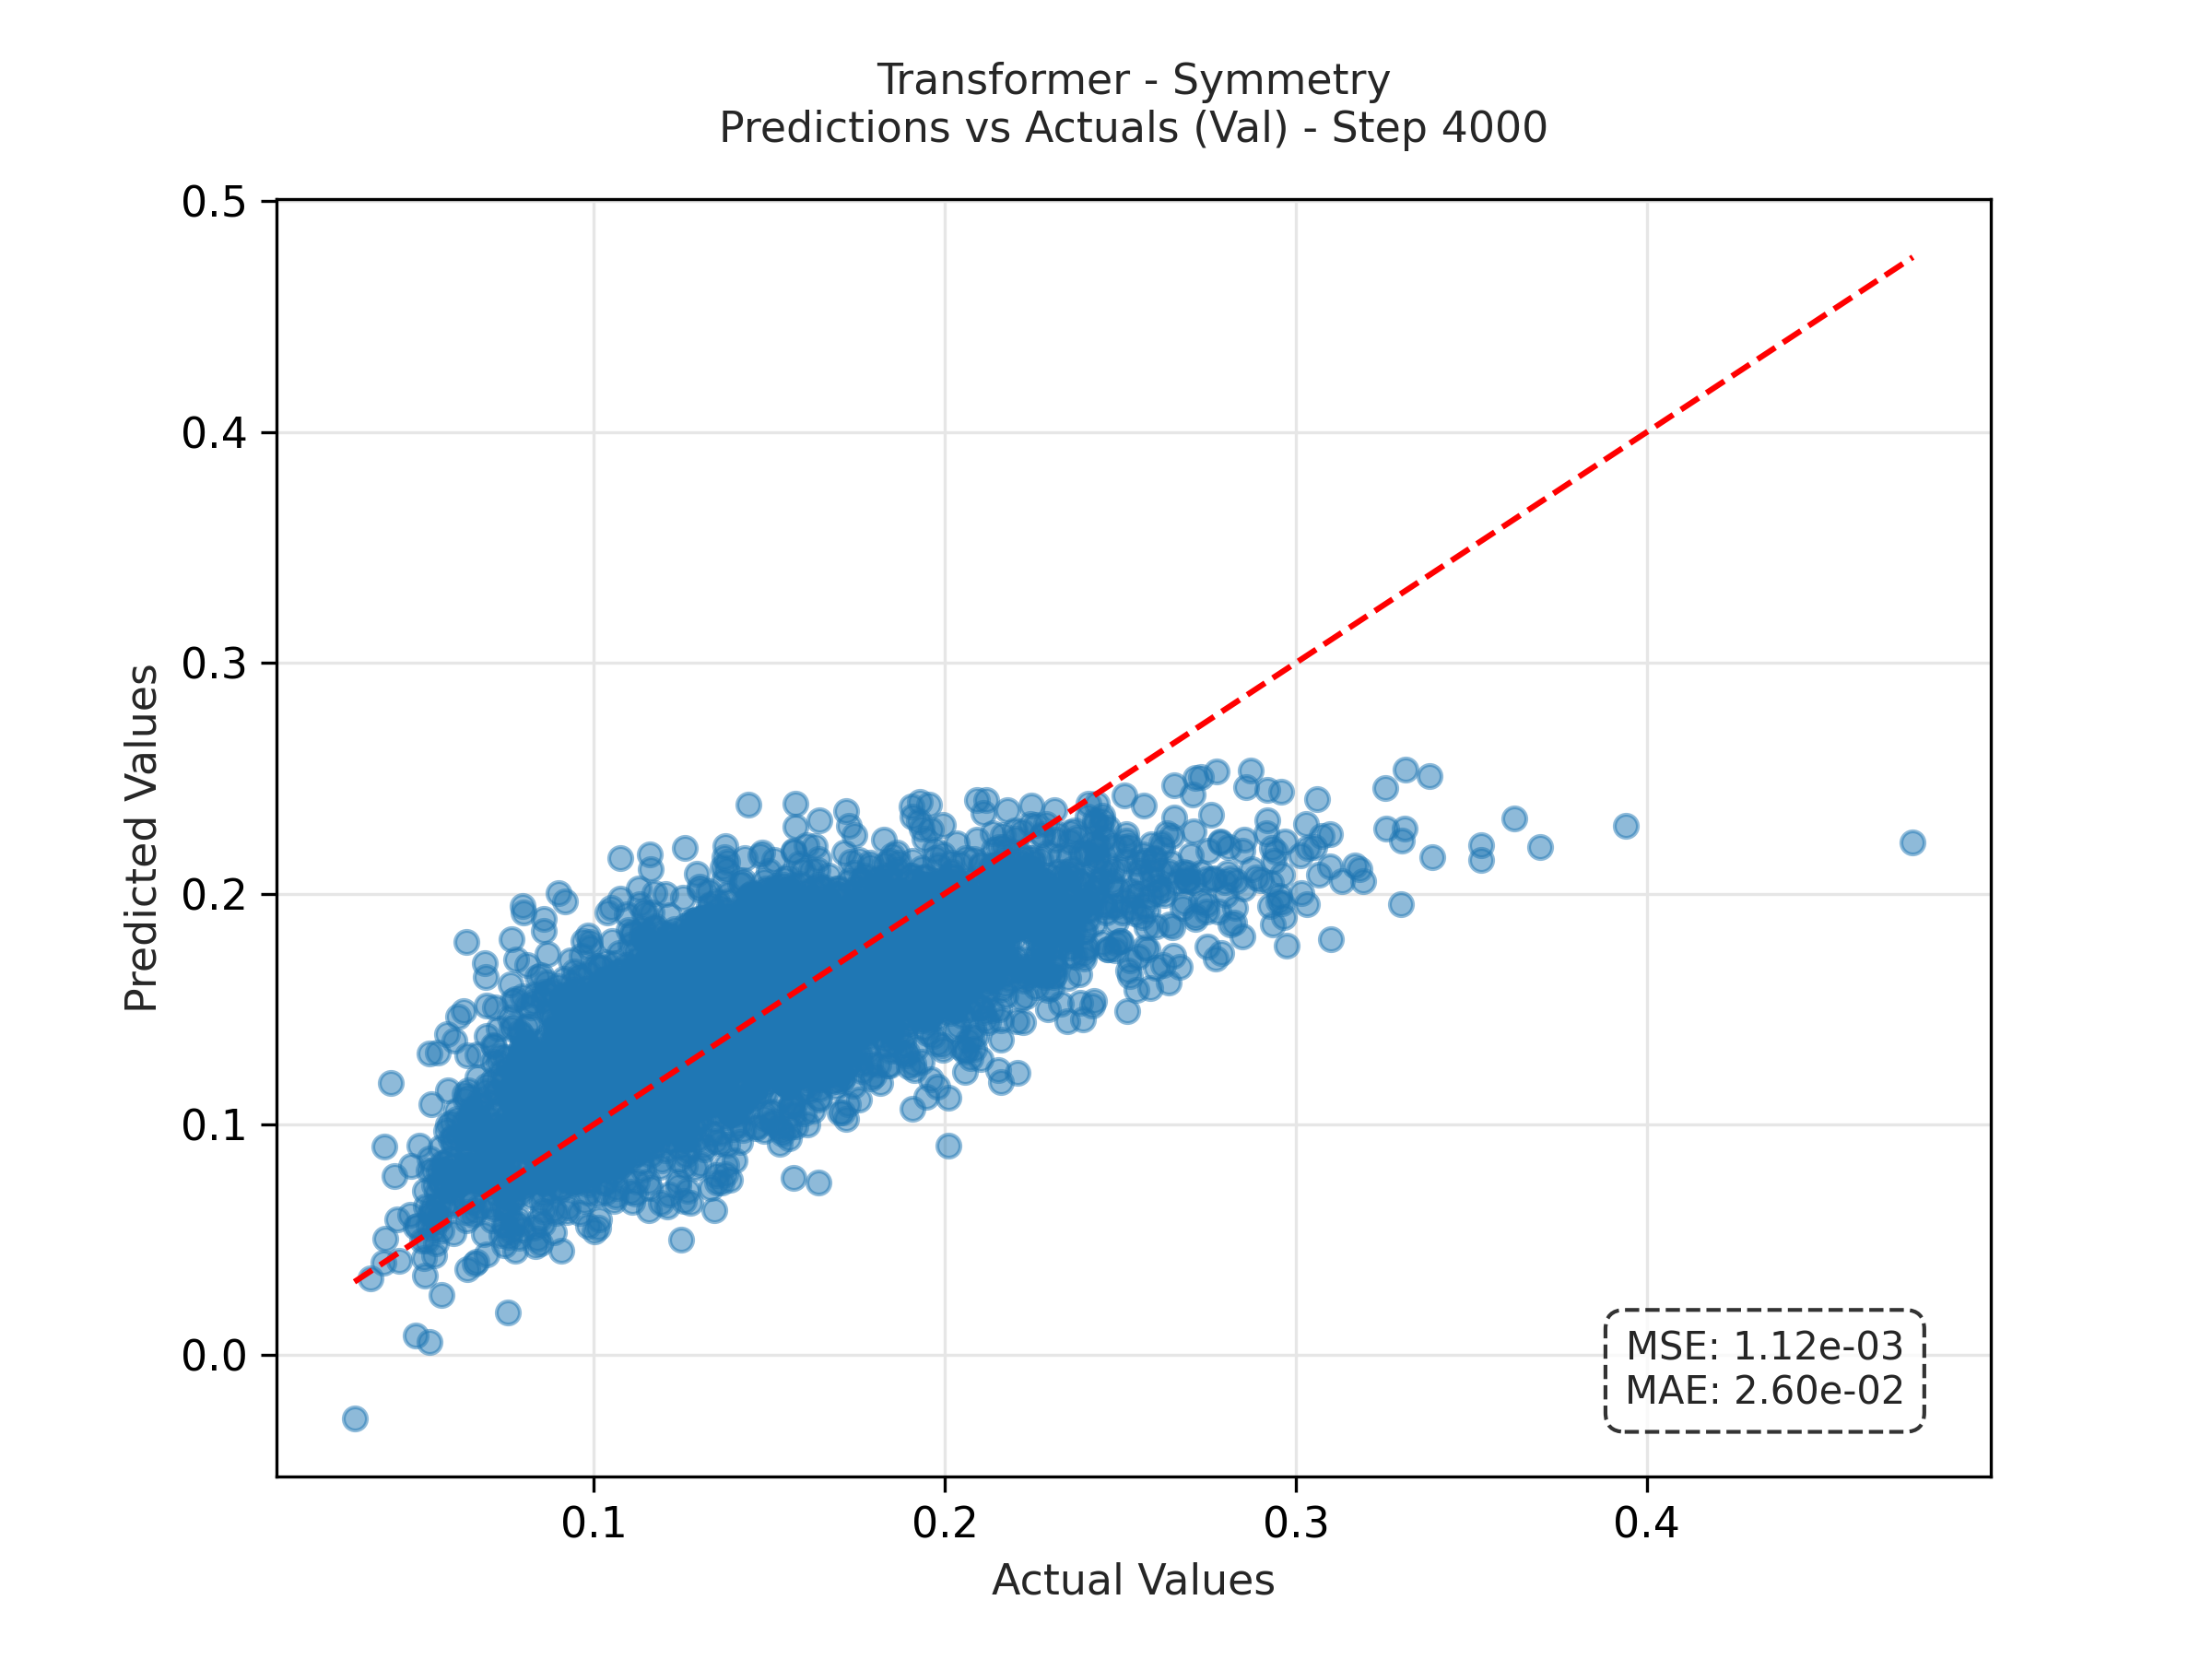 Transformer - Symmetry
Predictions vs Actuals (Val) - Step 4000
0.5
0.4
0.3
0.2
0.1
0.0
Predicted Values
MSE: 1.12e-03
MAE: 2.60e-02
0.1
0.2
0.3
0.4
Actual Values